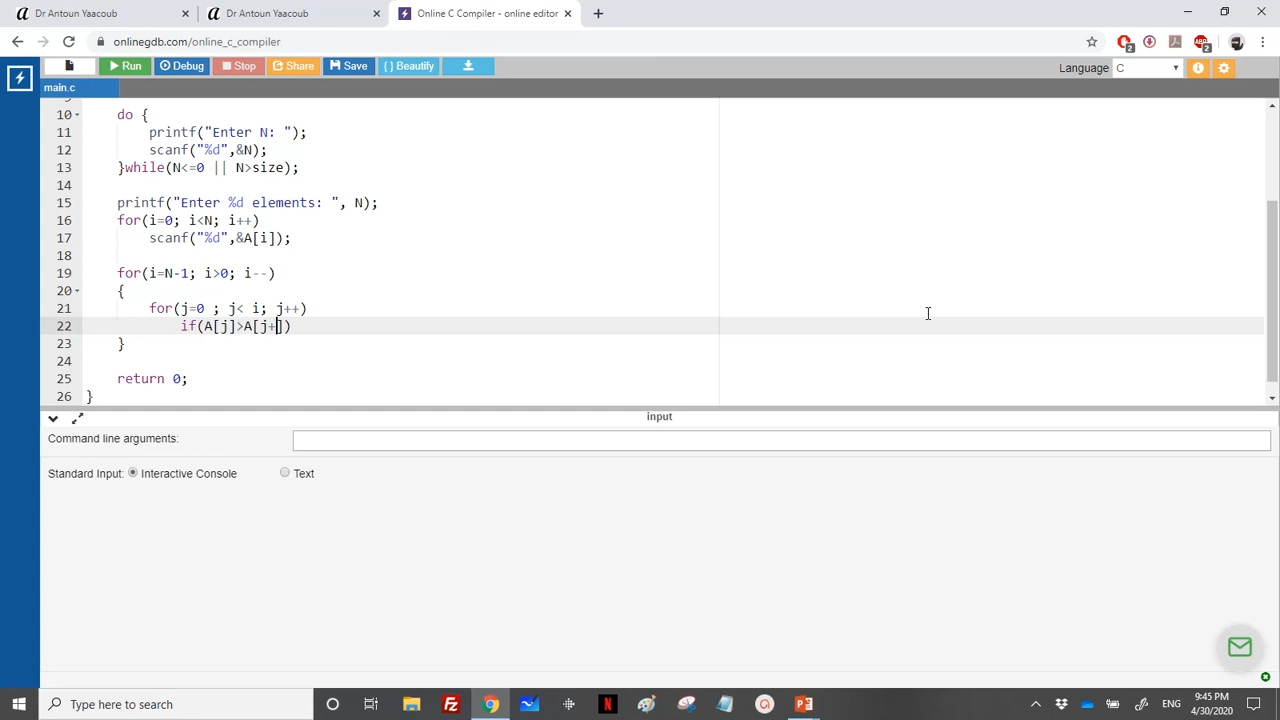 Dr Antoun Yaacoub
Dr Antoun Yaacoub
Online C Compiler - online editor
onlinegdb.com/online_c_compiler
2
2
Run
Debug
Stop
Share
Save
{ } Beautify
Language
C
main.c
9
10 do {
11 printf("Enter N: ");
12 scanf("%d",&N);
13 }while(N<=0 || N>size);
14
15 printf("Enter %d elements: ", N);
16 for(i=0; i<N; i++)
17 scanf("%d",&A[i]);
18
19 for(i=N-1; i>0; i--)
20 {
21 for(j=0 ; j< i; j++)
22 if(A[j]>A[j+])
23 }
24
25 return 0;
26 }
input
Command line arguments:
Standard Input: Interactive Console Text
Type here to search
ENG
9:45 PM
4/30/2020